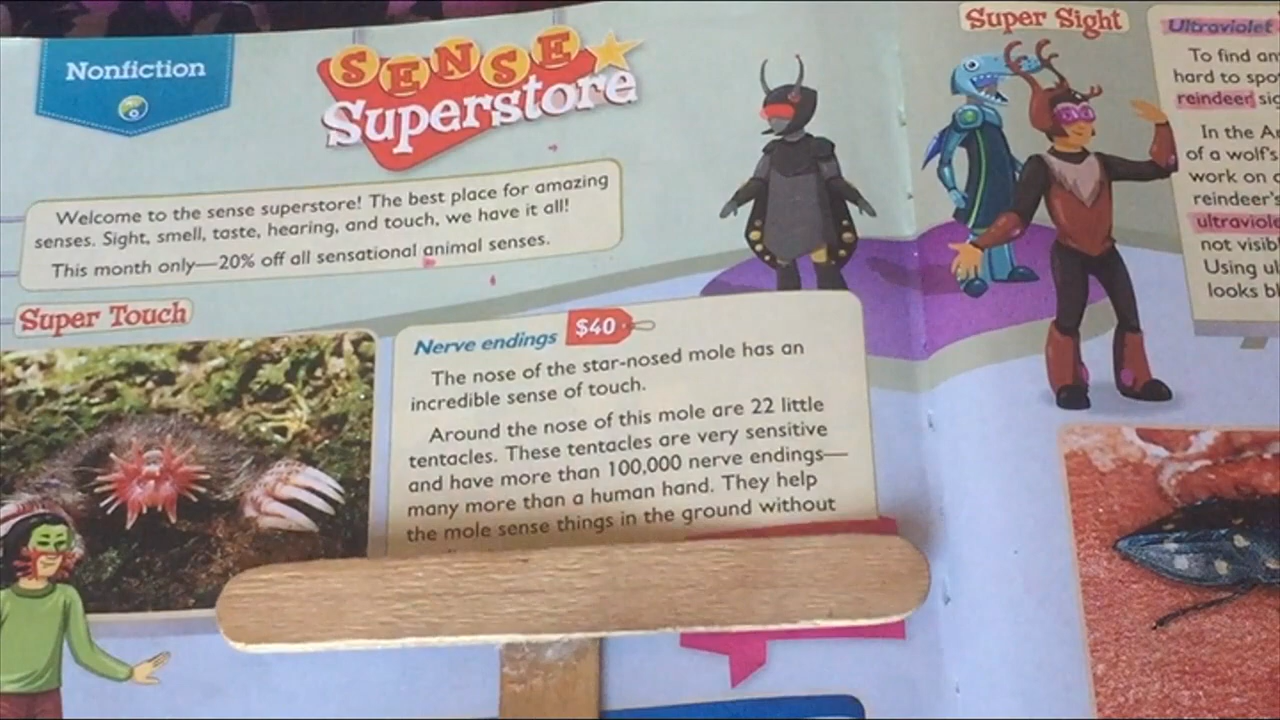 Nonfiction
SENSE
Superstore
Welcome to the sense superstore! The best place for amazing
senses. Sight, smell, taste, hearing, and touch, we have it all!
This month only—20% off all sensational animal senses.
Super Touch
Nerve endings $40
The nose of the star-nosed mole has an
incredible sense of touch.
Around the nose of this mole are 22 little
tentacles. These tentacles are very sensitive
and have more than 100,000 nerve endings—
many more than a human hand. They help
the mole sense things in the ground without
Super Sight
Ultraviolet
To find an
hard to spo
reindeer sig
In the Ar
of a wolf's
work on
reindeer's
ultraviole
not visib
Using ul
looks bl